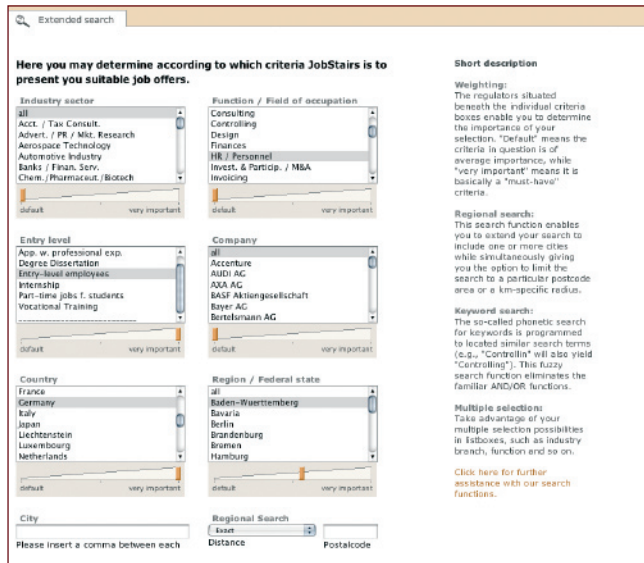 Extended search
Here you may determine according to which criteria JobStairs is to
present you suitable job offers.
Industry sector
all
Acct. / Tax Consult.
Advert. / PR / Mkt. Research
Aerospace Technology
Automotive Industry
Banks / Finan. Serv.
Chem./Pharmaceut./Biotech
default very important
Function / Field of occupation
Consulting
Controlling
Design
Finances
HR / Personnel
Invest. & Particip. / M&A
Invoicing
default very important
Entry level
App. w. professional exp.
Degree Dissertation
Entry-level employees
Internship
Part-time jobs f. students
Vocational Training
default very important
Company
all
Accenture
AUDI AG
AXA AG
BASF Aktiengesellschaft
Bayer AG
Bertelsmann AG
default very important
Country
France
Germany
Italy
Japan
Liechtenstein
Luxembourg
Netherlands
default very important
Region / Federal state
all
Baden-Wuerttemberg
Bavaria
Berlin
Brandenburg
Bremen
Hamburg
default very important
City
Please insert a comma between each
Regional Search
Exact
Distance Postalcode
Short description
Weighting:
The regulators situated
beneath the individual criteria
boxes enable you to determine
the importance of your
selection. "Default" means the
criteria in question is of
average importance, while
"very important" means it is
basically a "must-have"
criteria.
Regional search:
This search function enables
you to extend your search to
include one or more cities
while simultaneously giving
you the option to limit the
search to a particular postcode
area or a km-specific radius.
Keyword search:
The so-called phonetic search
for keywords is programmed
to located similar search terms
(e.g., "Controllin" will also yield
"Controlling"). This fuzzy
search function eliminates the
familiar AND/OR functions.
Multiple selection:
Take advantage of your
multiple selection possibilities
in listboxes, such as industry
branch, function and so on.
Click here for further
assistance with our search
functions.